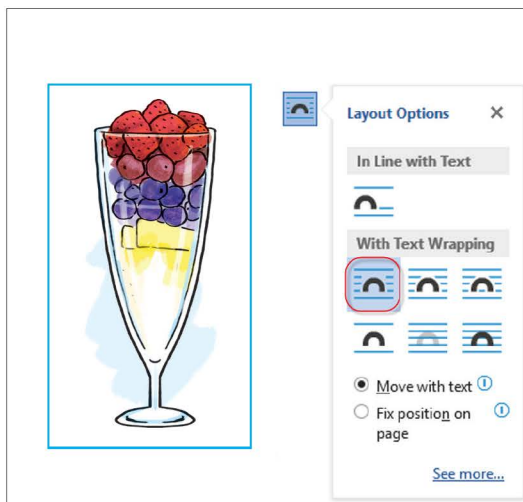 Layout Options
In Line with Text
With Text Wrapping
Move with text
Fix position on
page
See more...